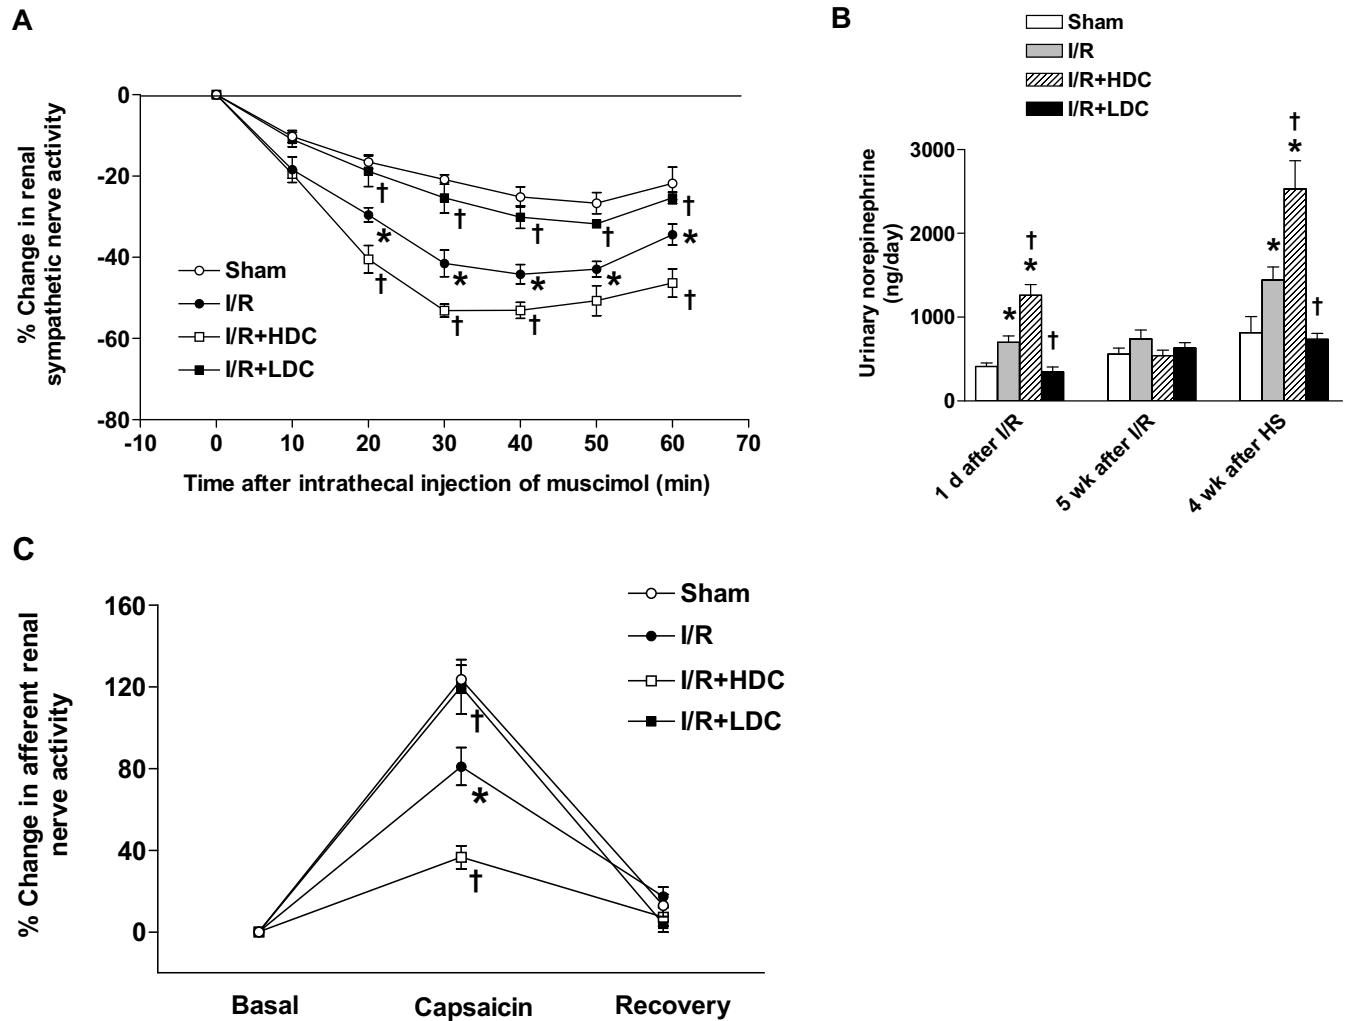 A
% Change in renal
sympathetic nerve activity
0
-20
-40
-60
-80
Sham
I/R
I/R+HDC
I/R+LDC
† † † † †
* * * * *
† † † †
-10 0 10 20 30 40 50 60 70
Time after intrathecal injection of muscimol (min)
B
Sham
I/R
I/R+HDC
I/R+LDC
Urinary norepinephrine
(ng/day)
3000
2000
1000
0
* † * †
* † * †
1 d after I/R
5 wk after I/R
4 wk after HS
C
% Change in afferent renal
nerve activity
160
120
80
40
0
Sham
I/R
I/R+HDC
I/R+LDC
†
*
†
Basal Capsaicin Recovery